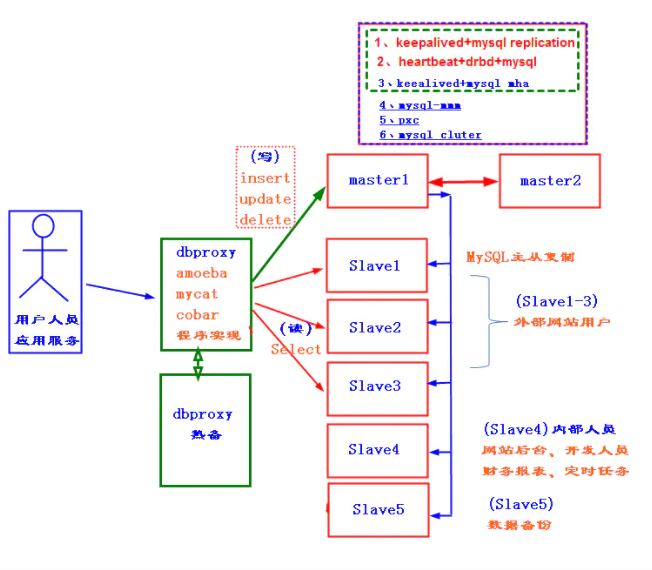 1、keepalived+mysql replication
2、heartbeat+drbd+mysql
3、keealived+mysql mha
4、mysql-mmm
5、pxc
6、mysql cluter
(写)
insert
update
delete
master1
master2
用户人员
应用服务
dbproxy
amoeba
mycat
cobar
程序实现
(读)
Select
dbproxy
热备
Slave1
Slave2
Slave3
Slave4
Slave5
MySQL主从复制
(Slave1-3)
外部网站用户
(Slave4)内部人员
网站后台、开发人员
财务报表、定时任务
(Slave5)
数据备份